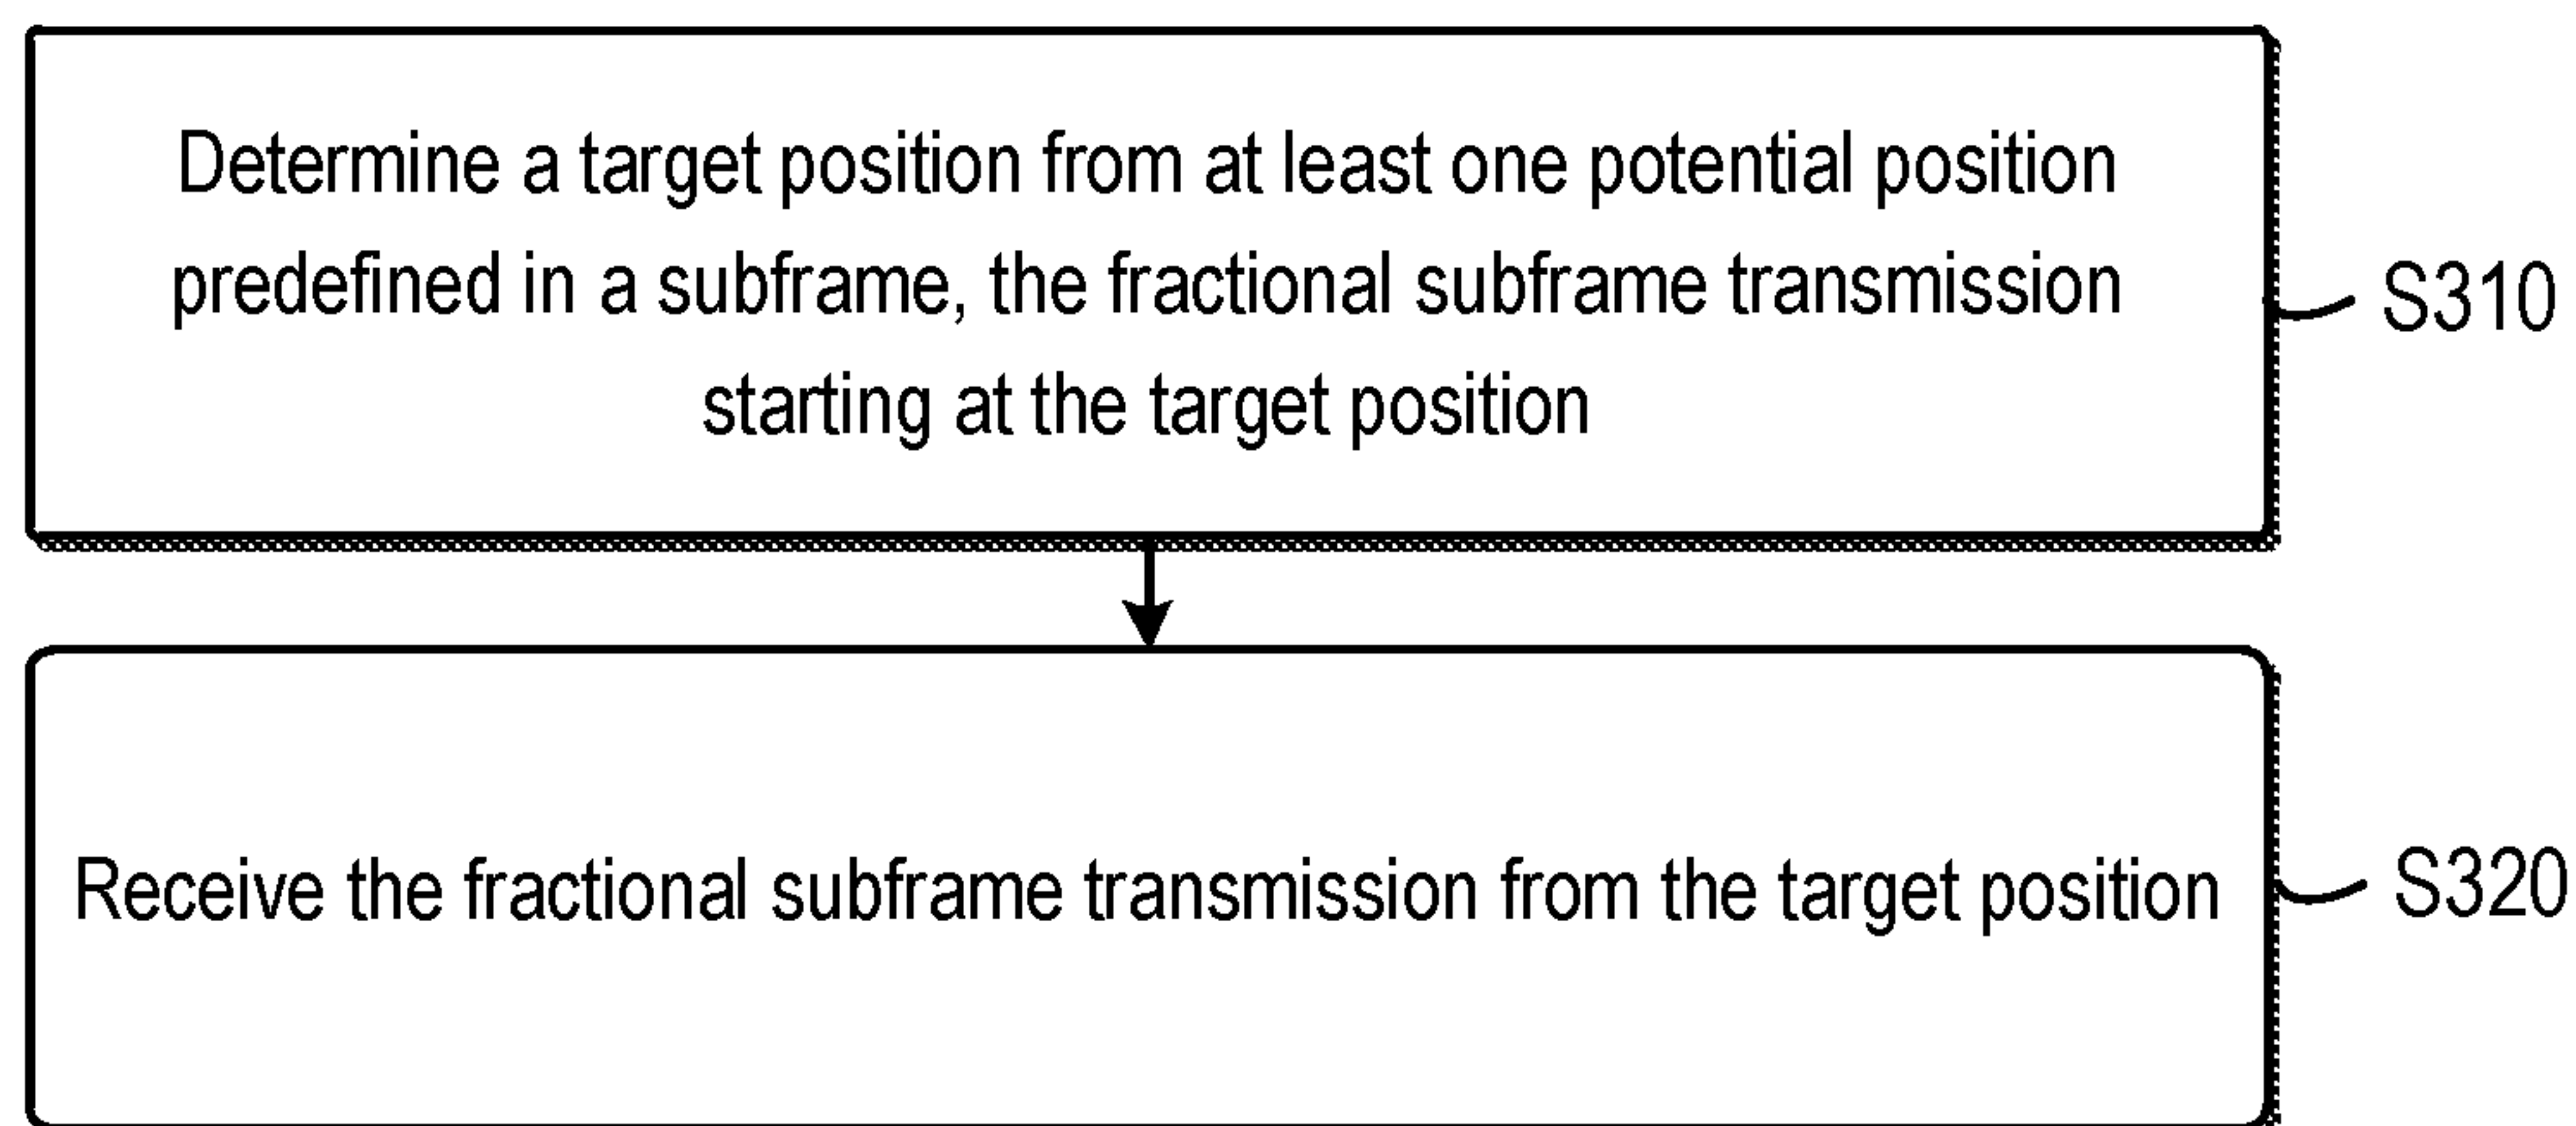 Determine a target position from at least one potential position
predefined in a subframe, the fractional subframe transmission
starting at the target position
S310
Receive the fractional subframe transmission from the target position
S320